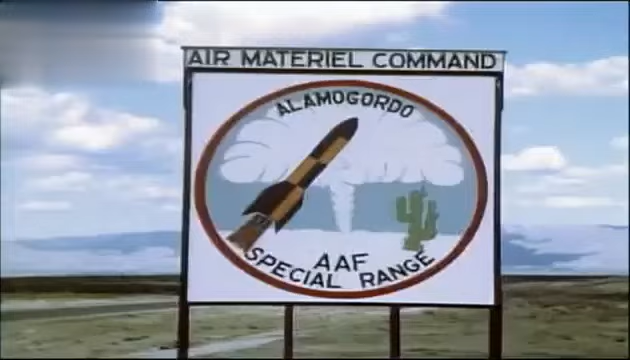 AIR MATERIEL COMMAND
ALAMOGORDO
AAF
SPECIAL RANGE